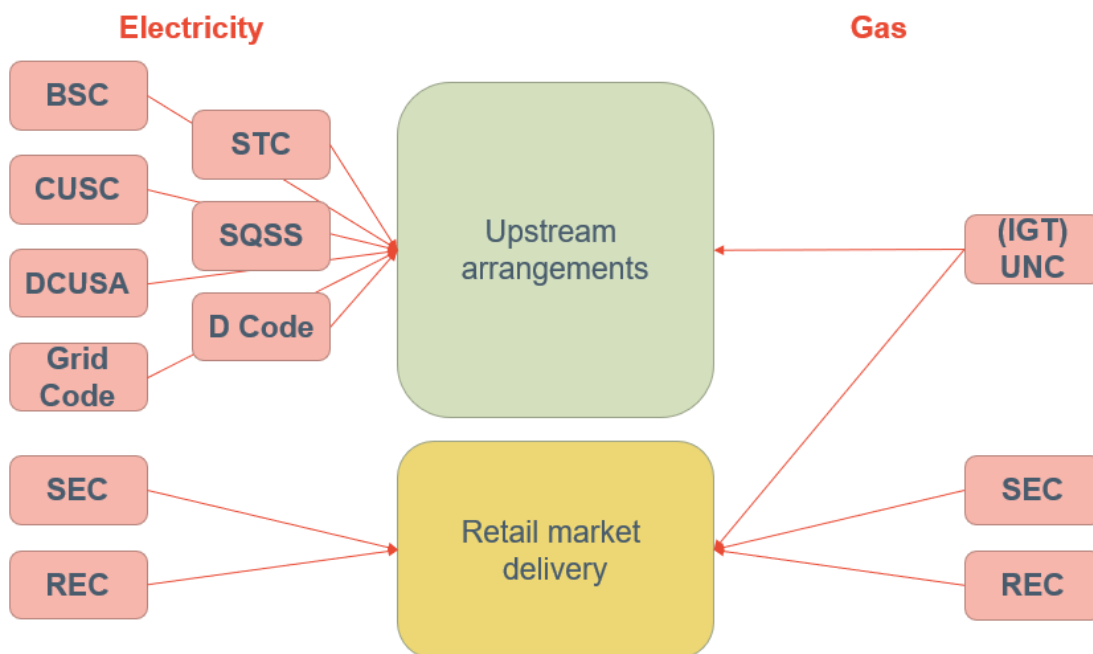 Electricity
Gas
BSC
STC
CUSC
SQSS
DCUSA
D Code
Grid
Code
Upstream
arrangements
(IGT)
UNC
SEC
REC
Retail market
delivery
SEC
REC